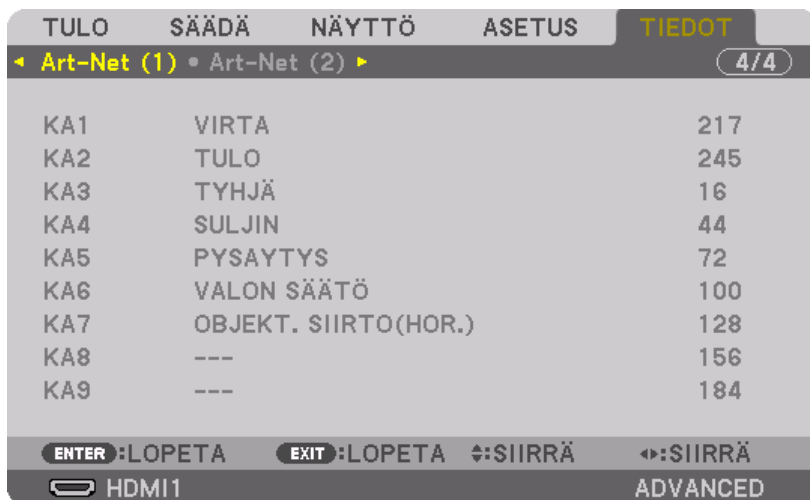 TULO SÄÄDÄ NÄYTTÖ ASETUS TIEDOT
◂ Art-Net (1) • Art-Net (2) ▸ 4/4
KA1 VIRTA 217
KA2 TULO 245
KA3 TYHJÄ 16
KA4 SULJIN 44
KA5 PYSAYTYS 72
KA6 VALON SÄÄTÖ 100
KA7 OBJEKT. SIIRTO(HOR.) 128
KA8 --- 156
KA9 --- 184
ENTER :LOPETA EXIT :LOPETA :SIIRRÄ :SIIRRÄ
HDMI1 ADVANCED